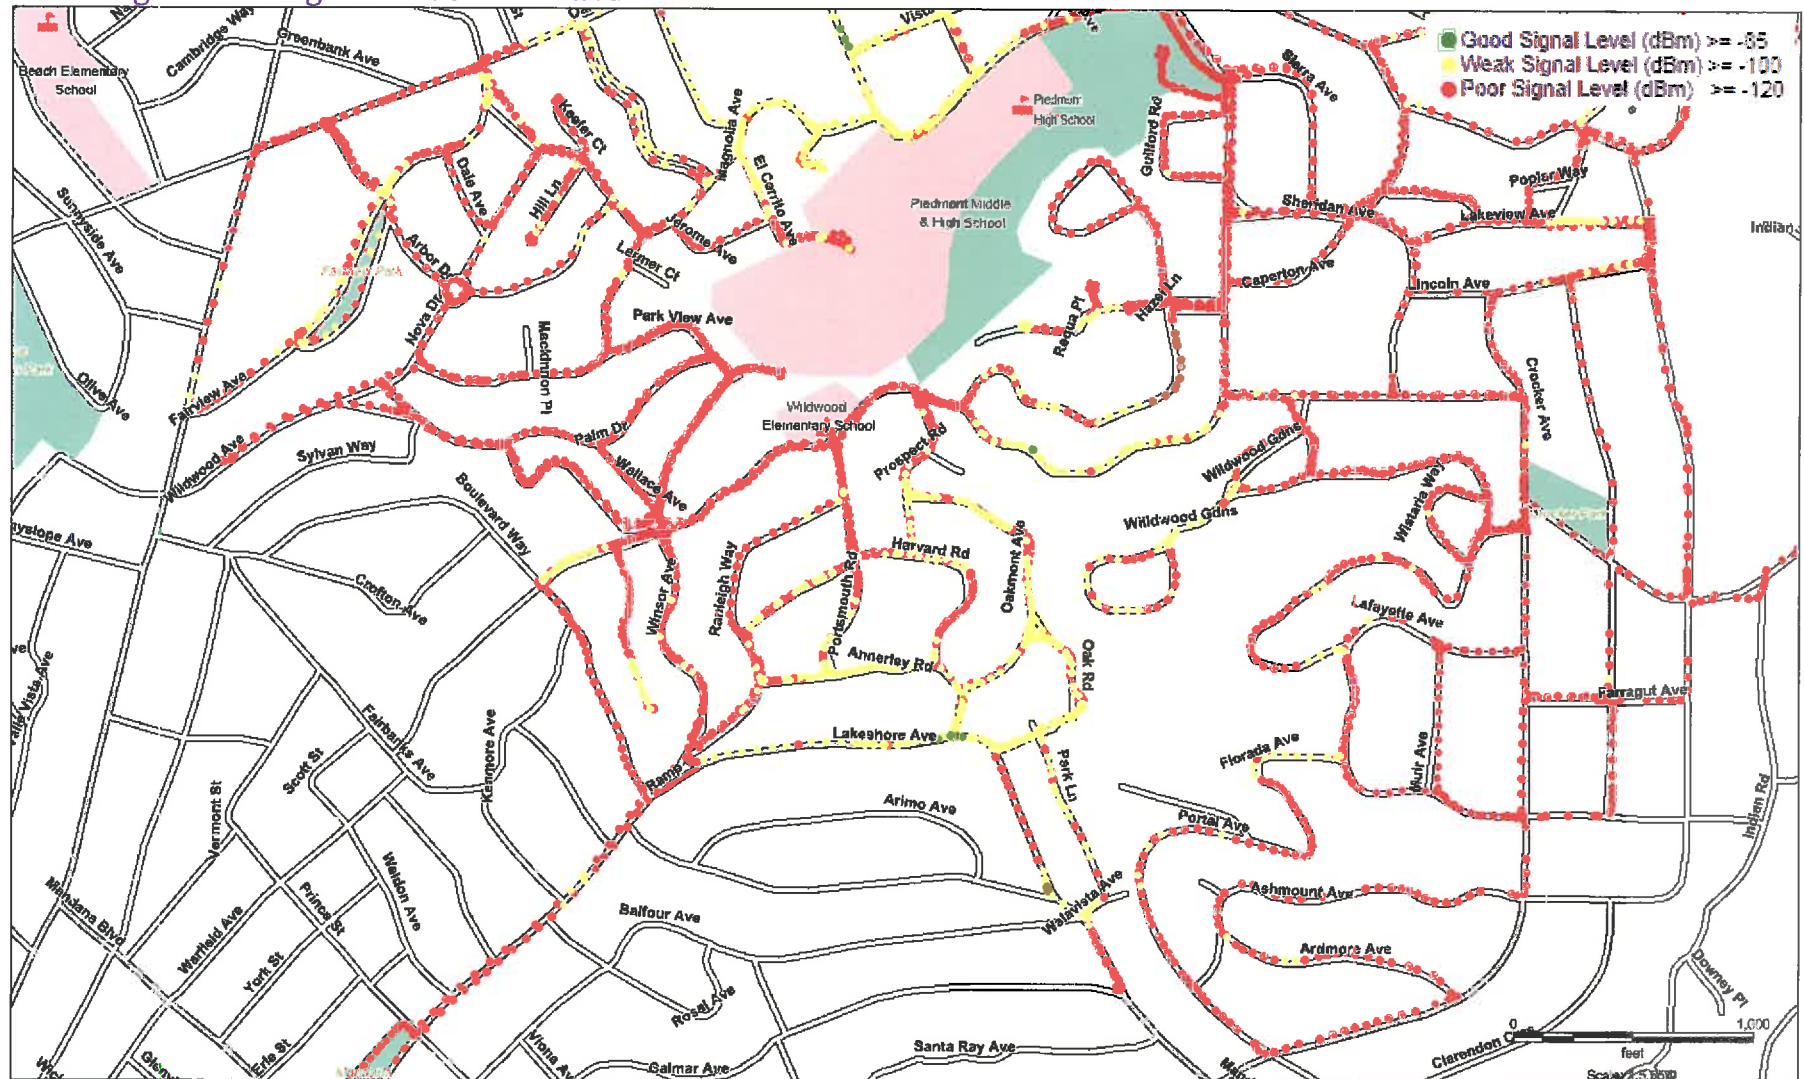 Good Signal Level (dBm) >= -85
Weak Signal Level (dBm) >= -100
Poor Signal Level (dBm) >= -120
Cambridge Way
Greenbank Ave
Vista
Beach Elementary
School
Piedmont
High School
Sierra Ave
Guilford Rd
Keefer Ct
Magnolia Ave
El Cerrito Ave
Dale Ave
Hill Ln
Jerome Ave
Lermer Ct
Arbor Dr
Nova Dr
Sunnyside Ave
Olive Ave
Fairview Ave
Wildwood Ave
Sylvan Way
Park View Ave
Mackinnon Pl
Palm Dr
Wallace Ave
Boulevard Way
Piedmont Middle
& High School
Wildwood
Elementary School
Requa Pl
Hazel Ln
Sheridan Ave
Caperton Ave
Poplar Way
Lakeview Ave
Lincoln Ave
Indian
Crocker Ave
Prospect Rd
Wildwood Gdns
Wildwood Gdns
Wistaria Way
Crofton Ave
Winsor Ave
Ranleigh Way
Portsmouth Rd
Harvard Rd
Annerley Rd
Oakmont Ave
Oak Rd
Lafayette Ave
Farragut Ave
Lakeshore Ave
Ramp
Park Ln
Florada Ave
Muir Ave
Portal Ave
Indian Rd
Fairbanks Ave
Kenmore Ave
Scott St
Vermont St
Weldon Ave
Prince St
Warfield Ave
York St
Mandana Blvd
Erie St
Arimo Ave
Balfour Ave
Walavista Ave
Rosal Ave
Santa Ray Ave
Galmar Ave
Ashmount Ave
Ardmore Ave
Downey Pl
Clarendon
0
1,000
feet